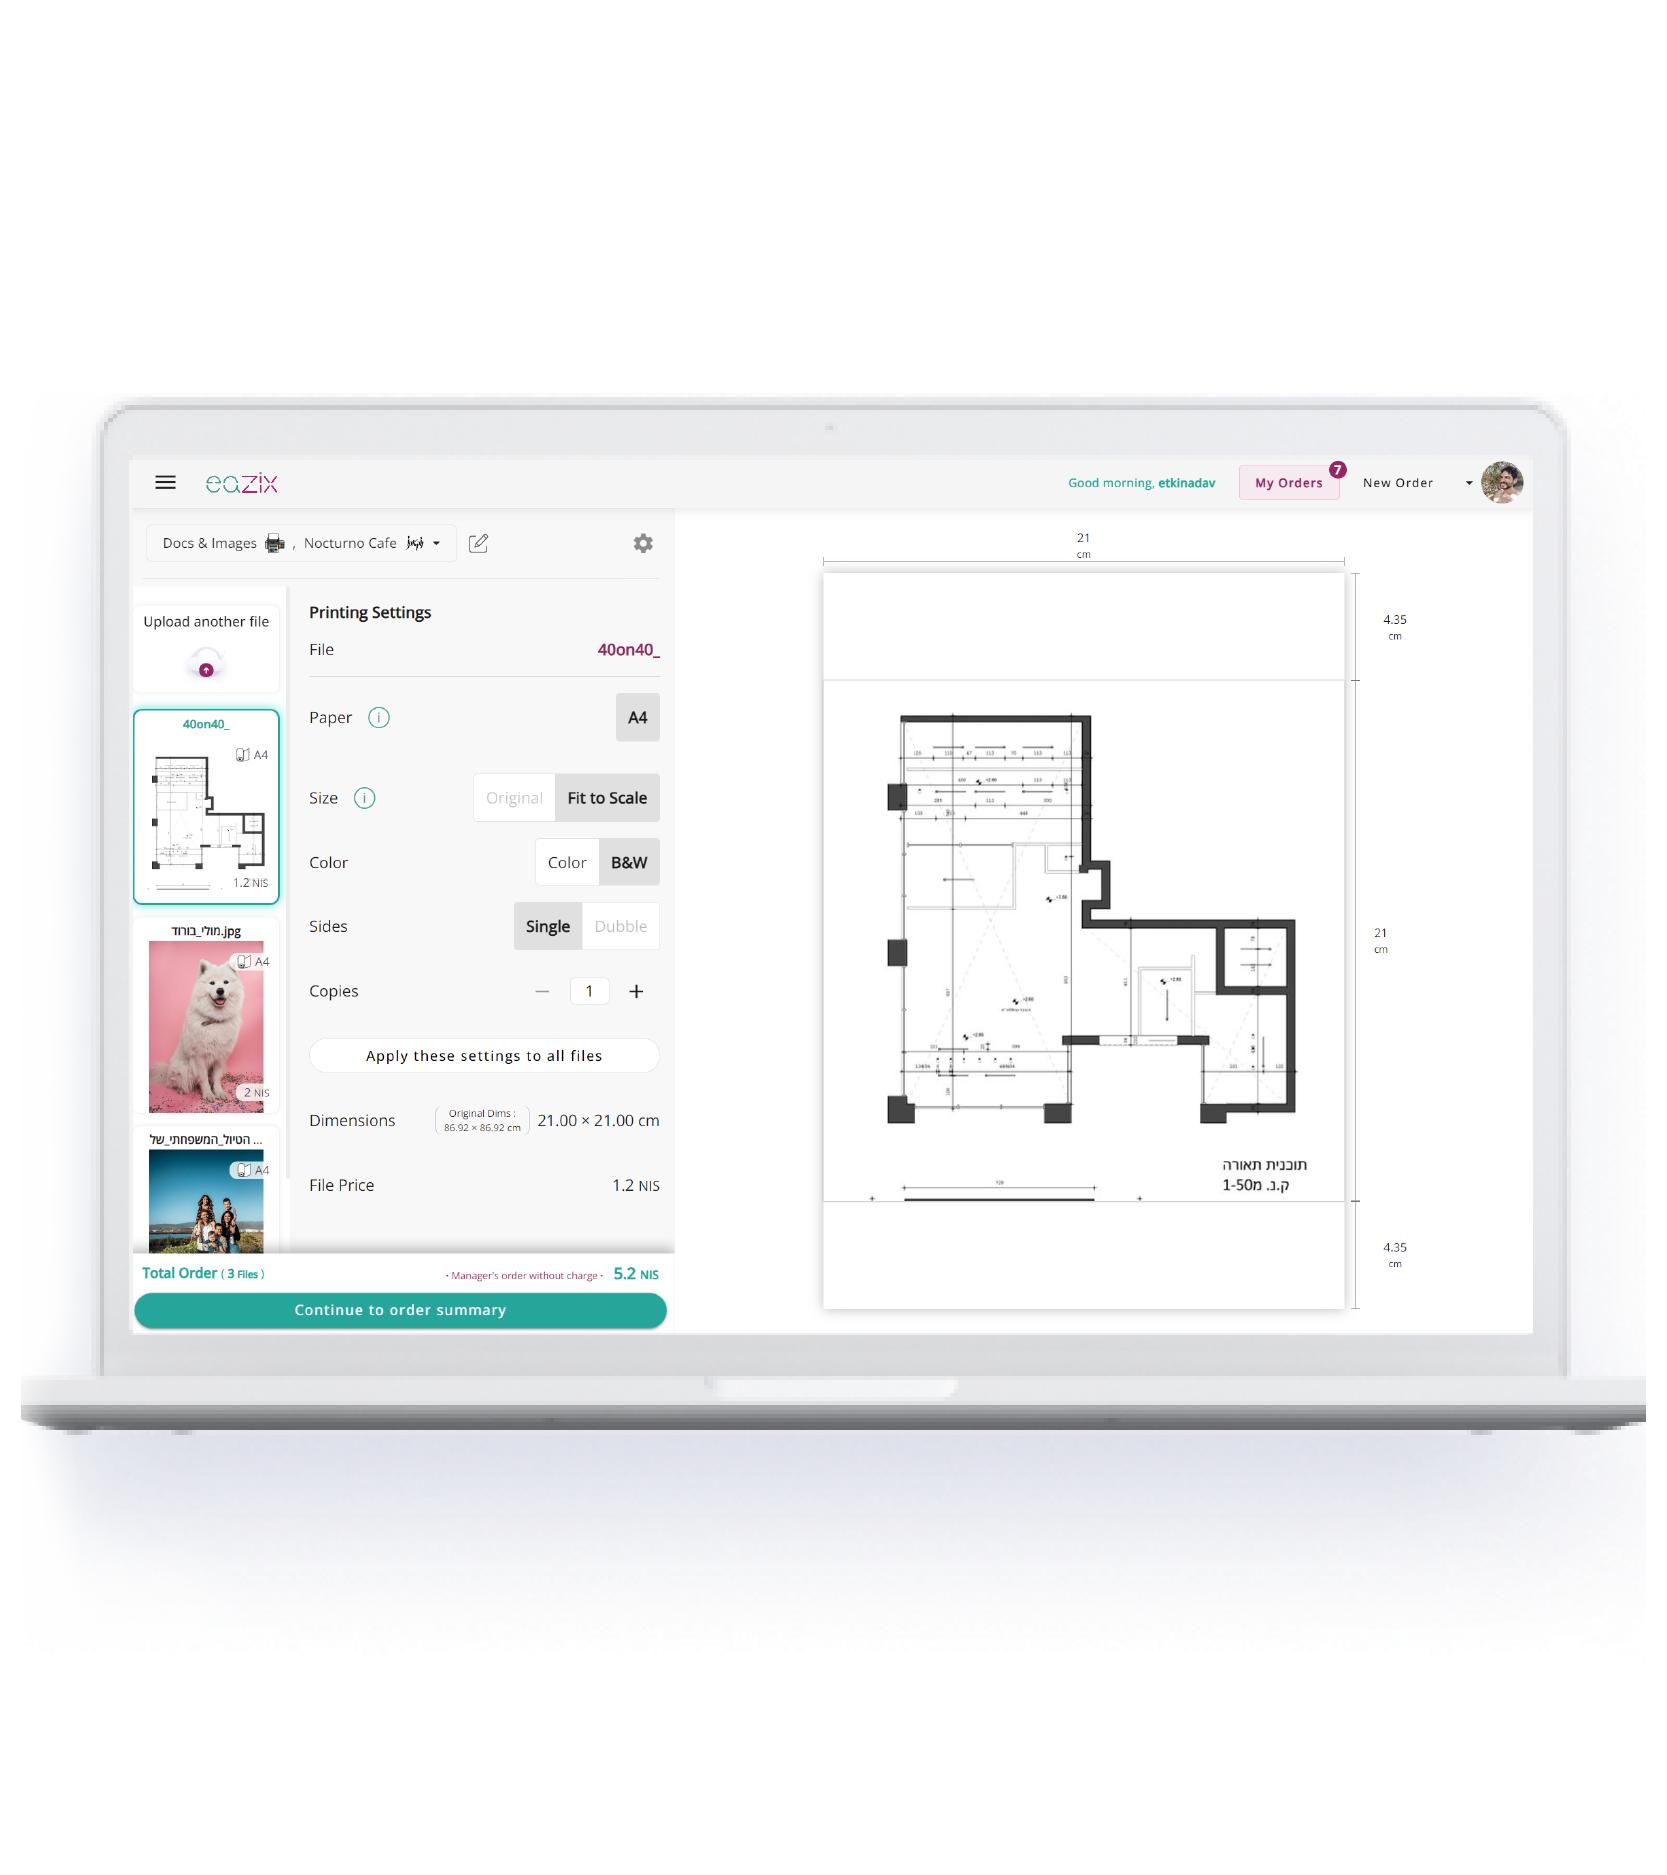 eazix
Good morning, etkinadav
My Orders
7
New Order
Docs & Images , Nocturno Cafe
Upload another file
40on40_
A4
1.2 NIS
מולי_בורוד.jpg
A4
2 NIS
הטיול_המשפחתי_של ...
A4
Printing Settings
File 40on40_
Paper i A4
Size i Original Fit to Scale
Color Color B&W
Sides Single Dubble
Copies − 1 +
Apply these settings to all files
Dimensions Original Dims : 86.92 × 86.92 cm 21.00 × 21.00 cm
File Price 1.2 NIS
Total Order ( 3 Files ) • Manager's order without charge • 5.2 NIS
Continue to order summary
21
cm
4.35
cm
21
cm
4.35
cm
תוכנית תאורה
ק.נ. מ1-50